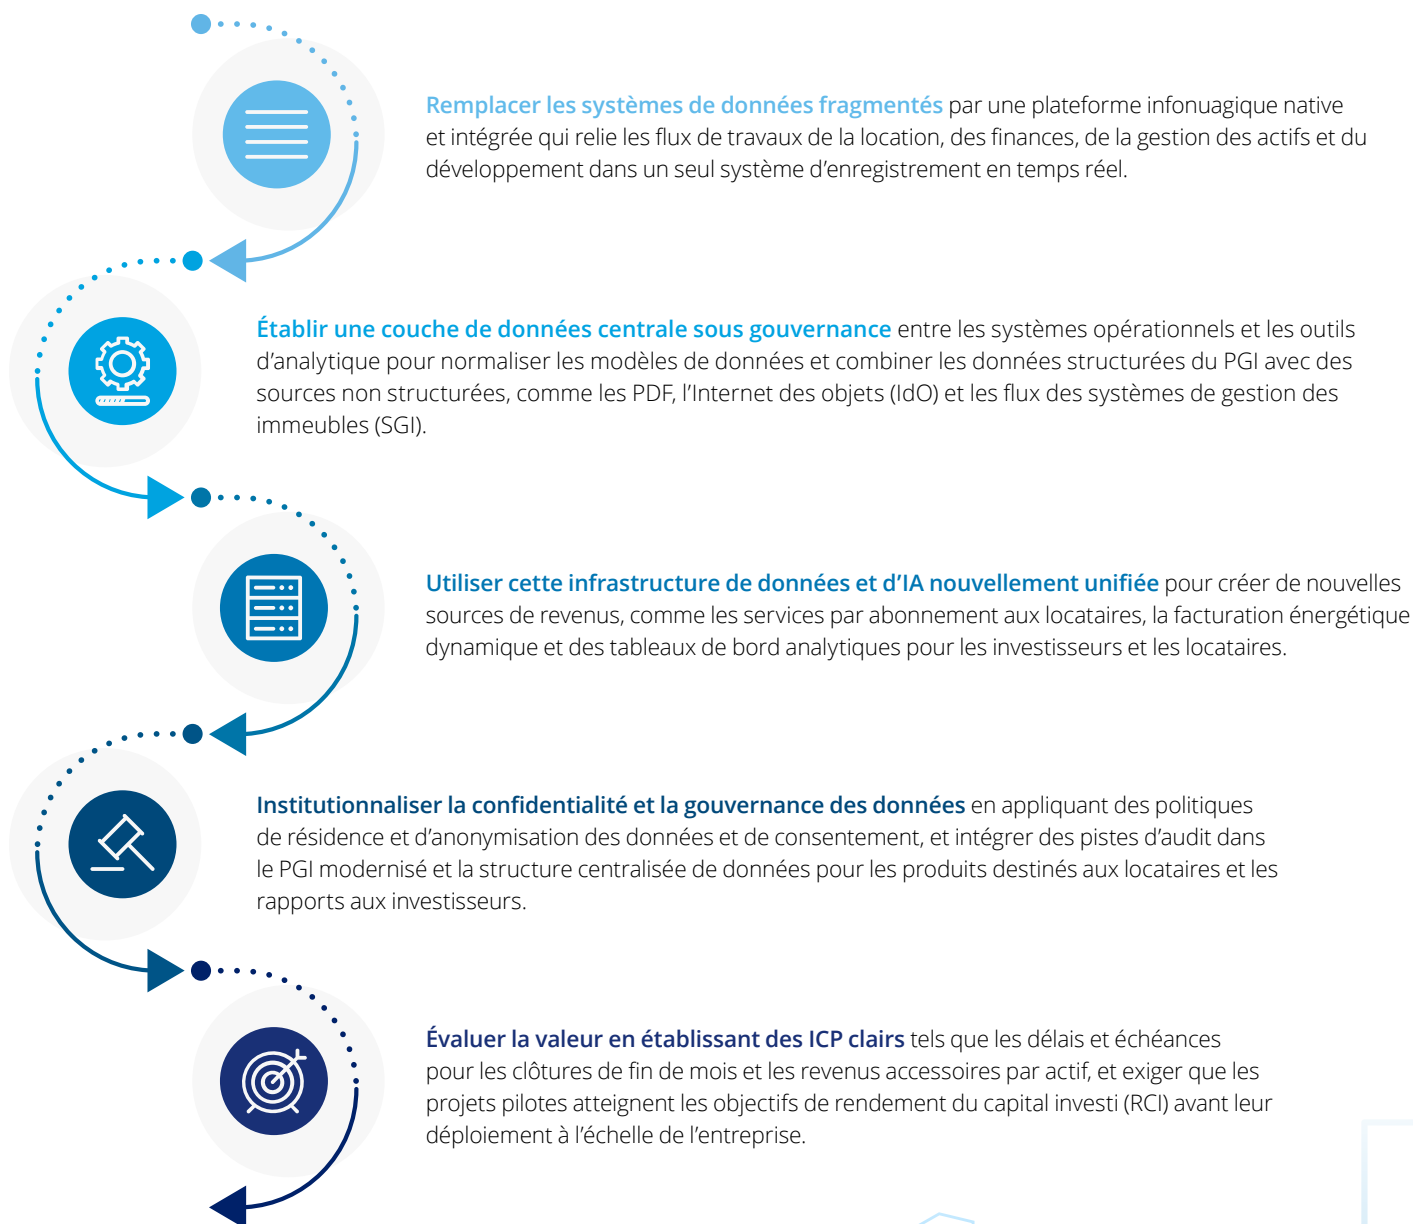 Remplacer les systèmes de données fragmentés par une plateforme infonuagique native
et intégrée qui relie les flux de travaux de la location, des finances, de la gestion des actifs et du
développement dans un seul système d’enregistrement en temps réel.
Établir une couche de données centrale sous gouvernance entre les systèmes opérationnels et les outils
d’analytique pour normaliser les modèles de données et combiner les données structurées du PGI avec des
sources non structurées, comme les PDF, l’Internet des objets (IdO) et les flux des systèmes de gestion des
immeubles (SGI).
Utiliser cette infrastructure de données et d’IA nouvellement unifiée pour créer de nouvelles
sources de revenus, comme les services par abonnement aux locataires, la facturation énergétique
dynamique et des tableaux de bord analytiques pour les investisseurs et les locataires.
Institutionnaliser la confidentialité et la gouvernance des données en appliquant des politiques
de résidence et d’anonymisation des données et de consentement, et intégrer des pistes d’audit dans
le PGI modernisé et la structure centralisée de données pour les produits destinés aux locataires et les
rapports aux investisseurs.
Évaluer la valeur en établissant des ICP clairs tels que les délais et échéances
pour les clôtures de fin de mois et les revenus accessoires par actif, et exiger que les
projets pilotes atteignent les objectifs de rendement du capital investi (RCI) avant leur
déploiement à l’échelle de l’entreprise.